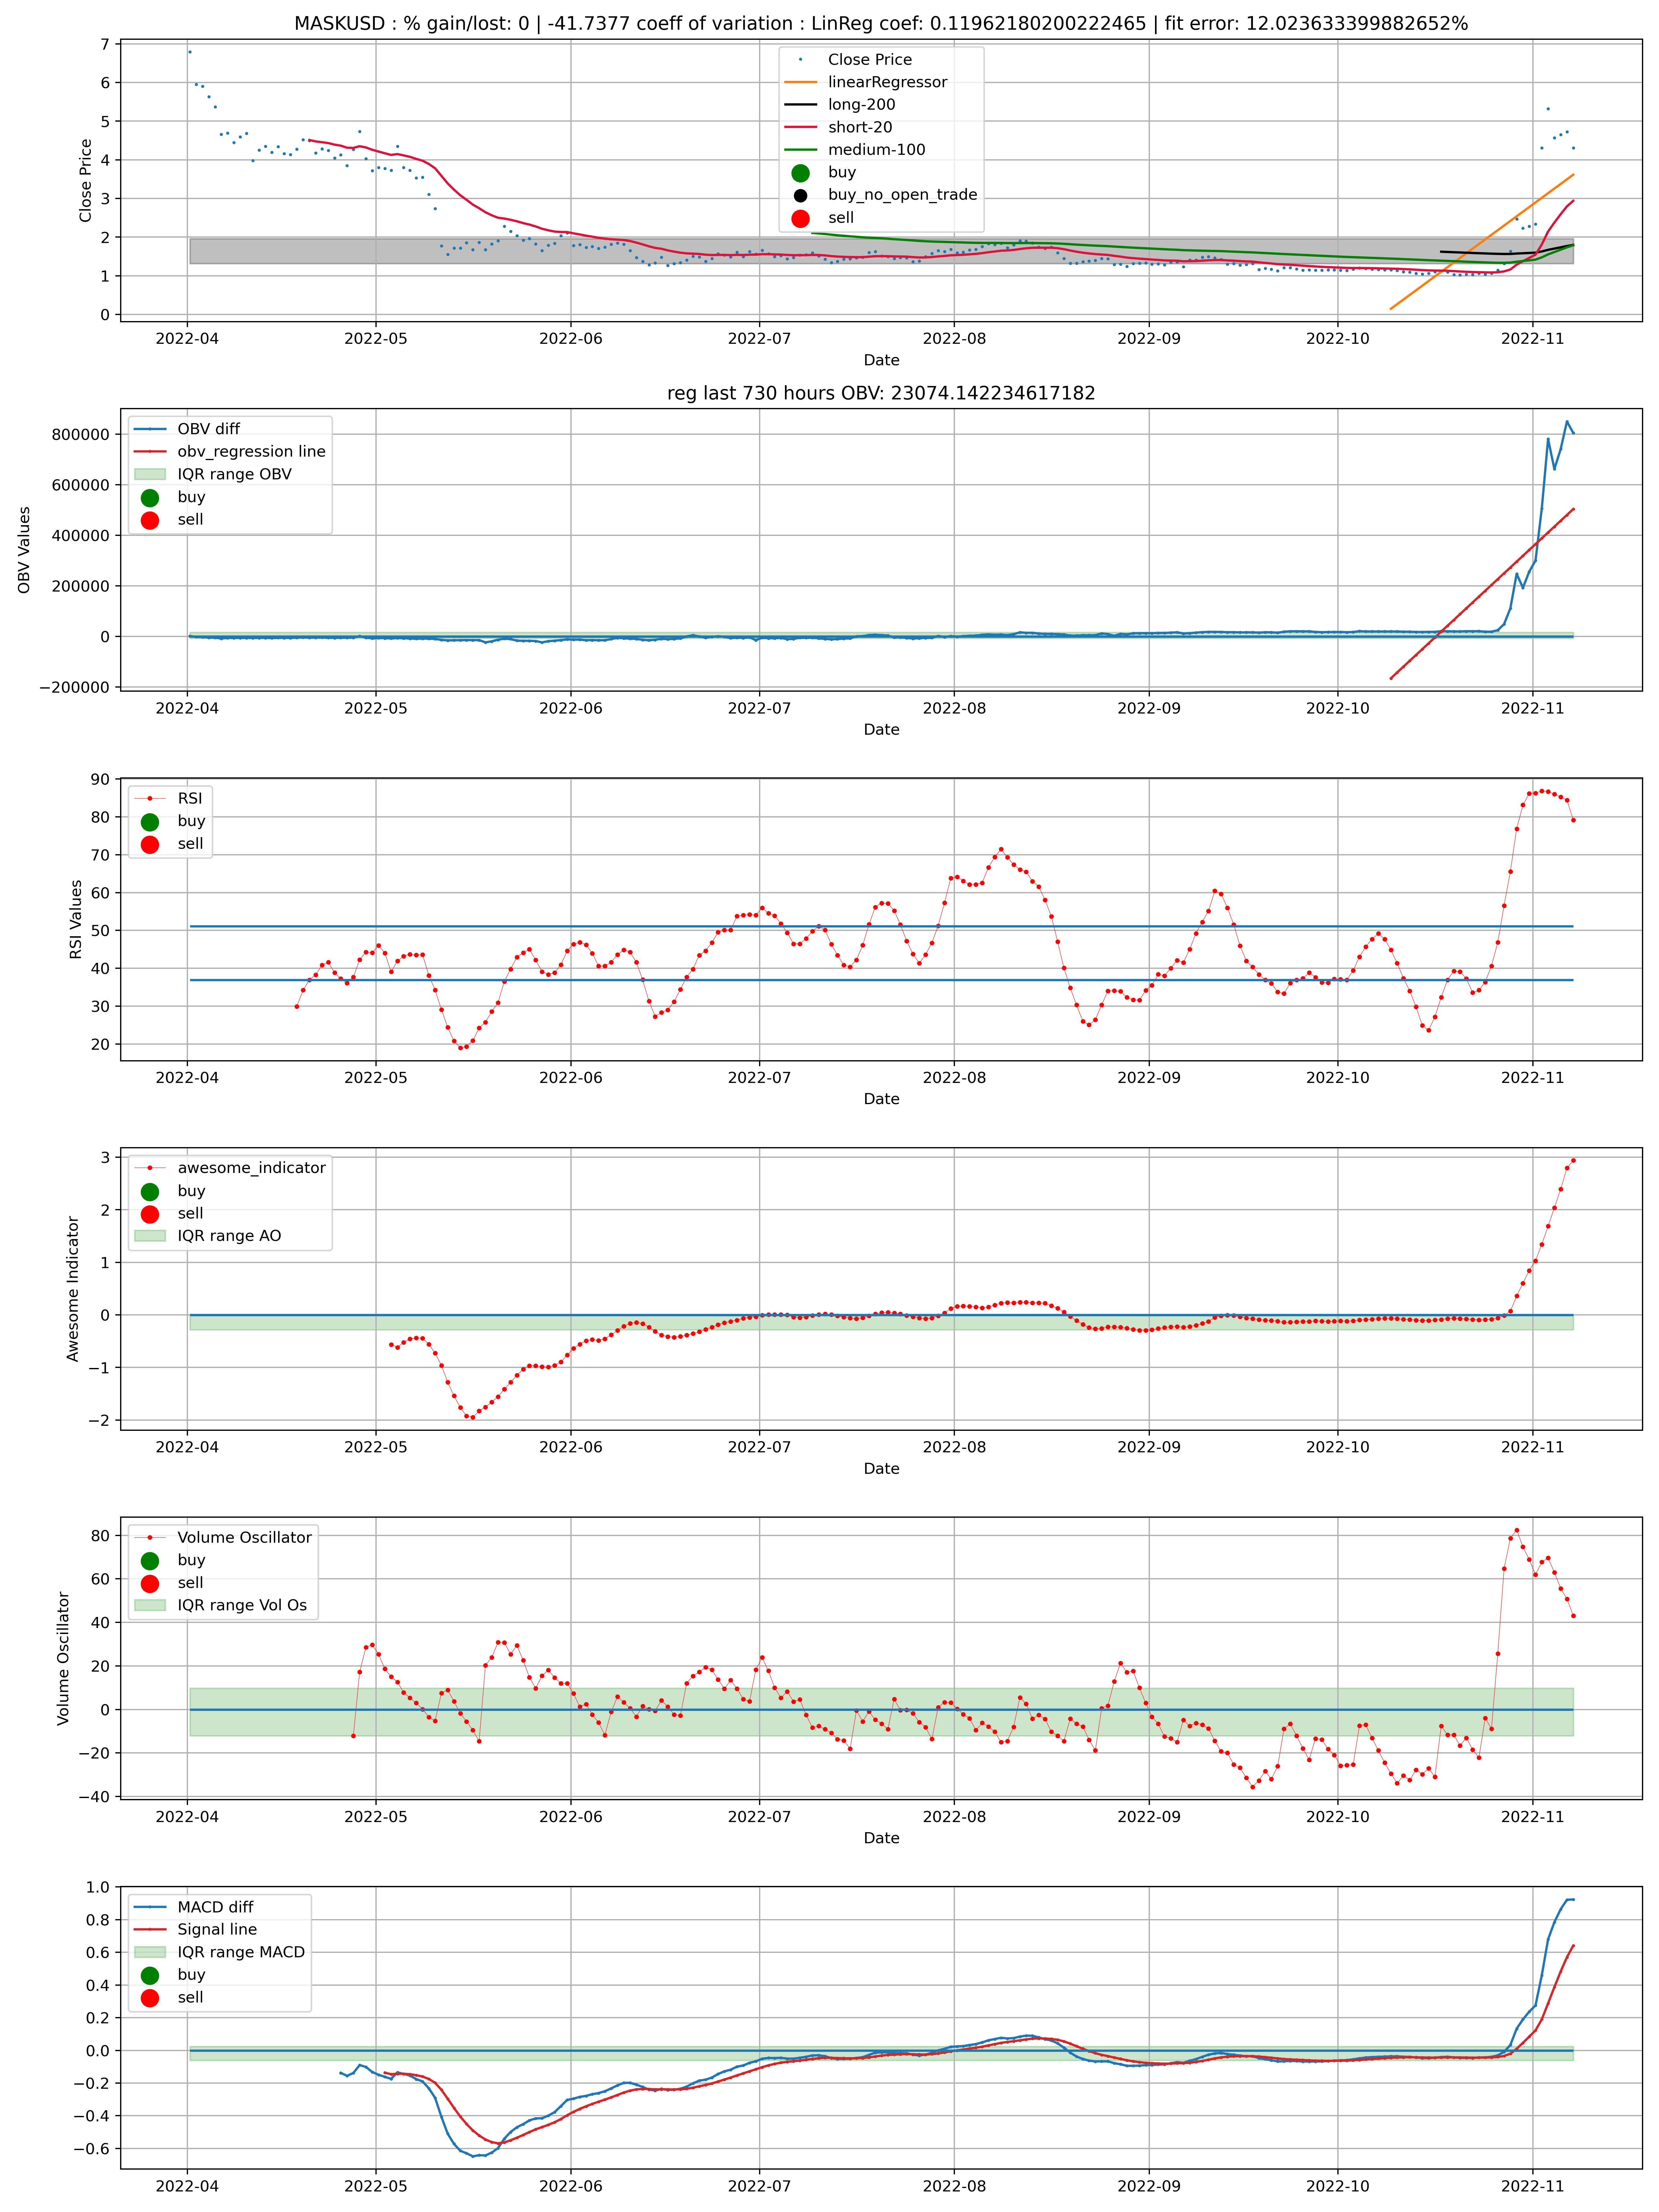 MASKUSD : % gain/lost: 0 | -41.7377 coeff of variation : LinReg coef: 0.11962180200222465 | fit error: 12.023633399882652%
7
6
5
4
3
2
1
0
Close Price
Close Price
linearRegressor
long-200
short-20
medium-100
buy
buy_no_open_trade
sell
2022-04 2022-05 2022-06 2022-07 2022-08 2022-09 2022-10 2022-11
Date
reg last 730 hours OBV: 23074.142234617182
800000
600000
400000
200000
0
−200000
OBV Values
OBV diff
obv_regression line
IQR range OBV
buy
sell
2022-04 2022-05 2022-06 2022-07 2022-08 2022-09 2022-10 2022-11
Date
90
80
70
60
50
40
30
20
RSI Values
RSI
buy
sell
2022-04 2022-05 2022-06 2022-07 2022-08 2022-09 2022-10 2022-11
Date
3
2
1
0
−1
−2
Awesome Indicator
awesome_indicator
buy
sell
IQR range AO
2022-04 2022-05 2022-06 2022-07 2022-08 2022-09 2022-10 2022-11
Date
80
60
40
20
0
−20
−40
Volume Oscillator
Volume Oscillator
buy
sell
IQR range Vol Os
2022-04 2022-05 2022-06 2022-07 2022-08 2022-09 2022-10 2022-11
Date
1.0
0.8
0.6
0.4
0.2
0.0
−0.2
−0.4
−0.6
MACD diff
Signal line
IQR range MACD
buy
sell
2022-04 2022-05 2022-06 2022-07 2022-08 2022-09 2022-10 2022-11